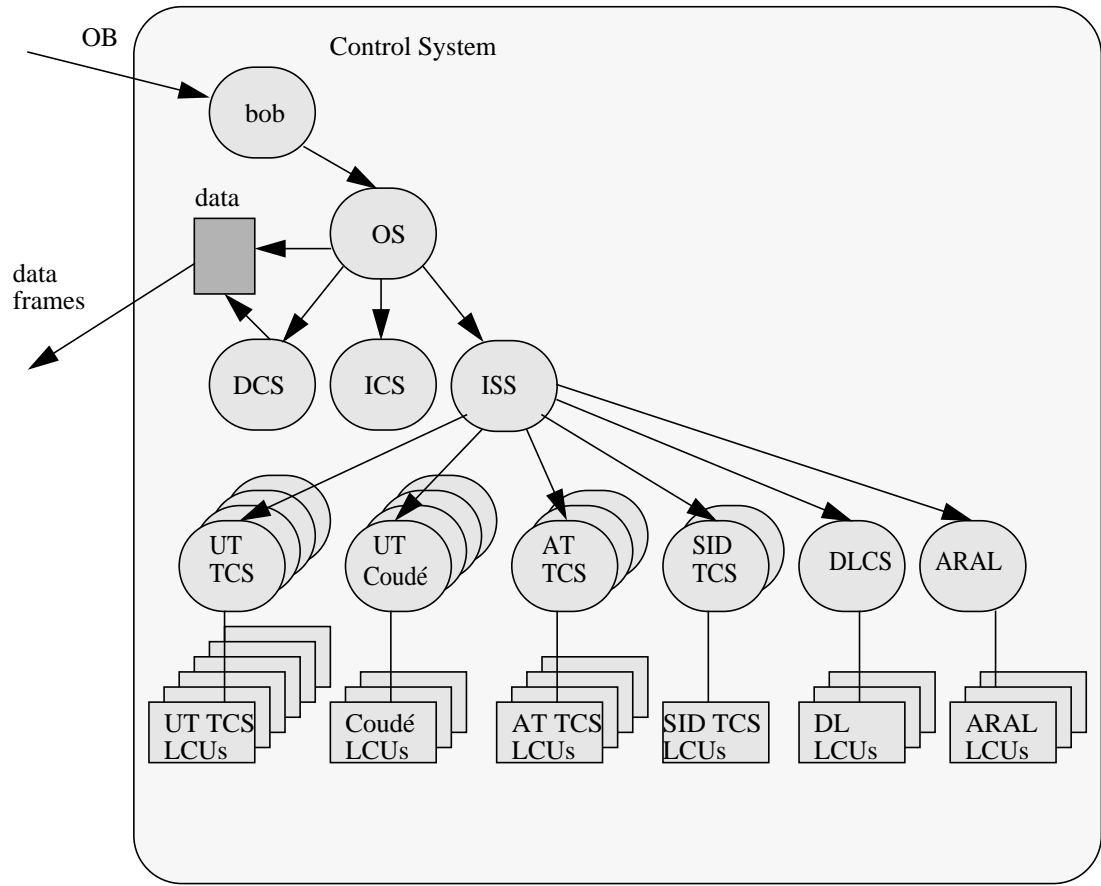 OB
Control System
bob
data
OS
data
frames
DCS
ICS
ISS
UT
TCS
UT
Coudé
AT
TCS
SID
TCS
DLCS
ARAL
UT TCS
LCUs
Coudé
LCUs
AT TCS
LCUs
SID TCS
LCUs
DL
LCUs
ARAL
LCUs